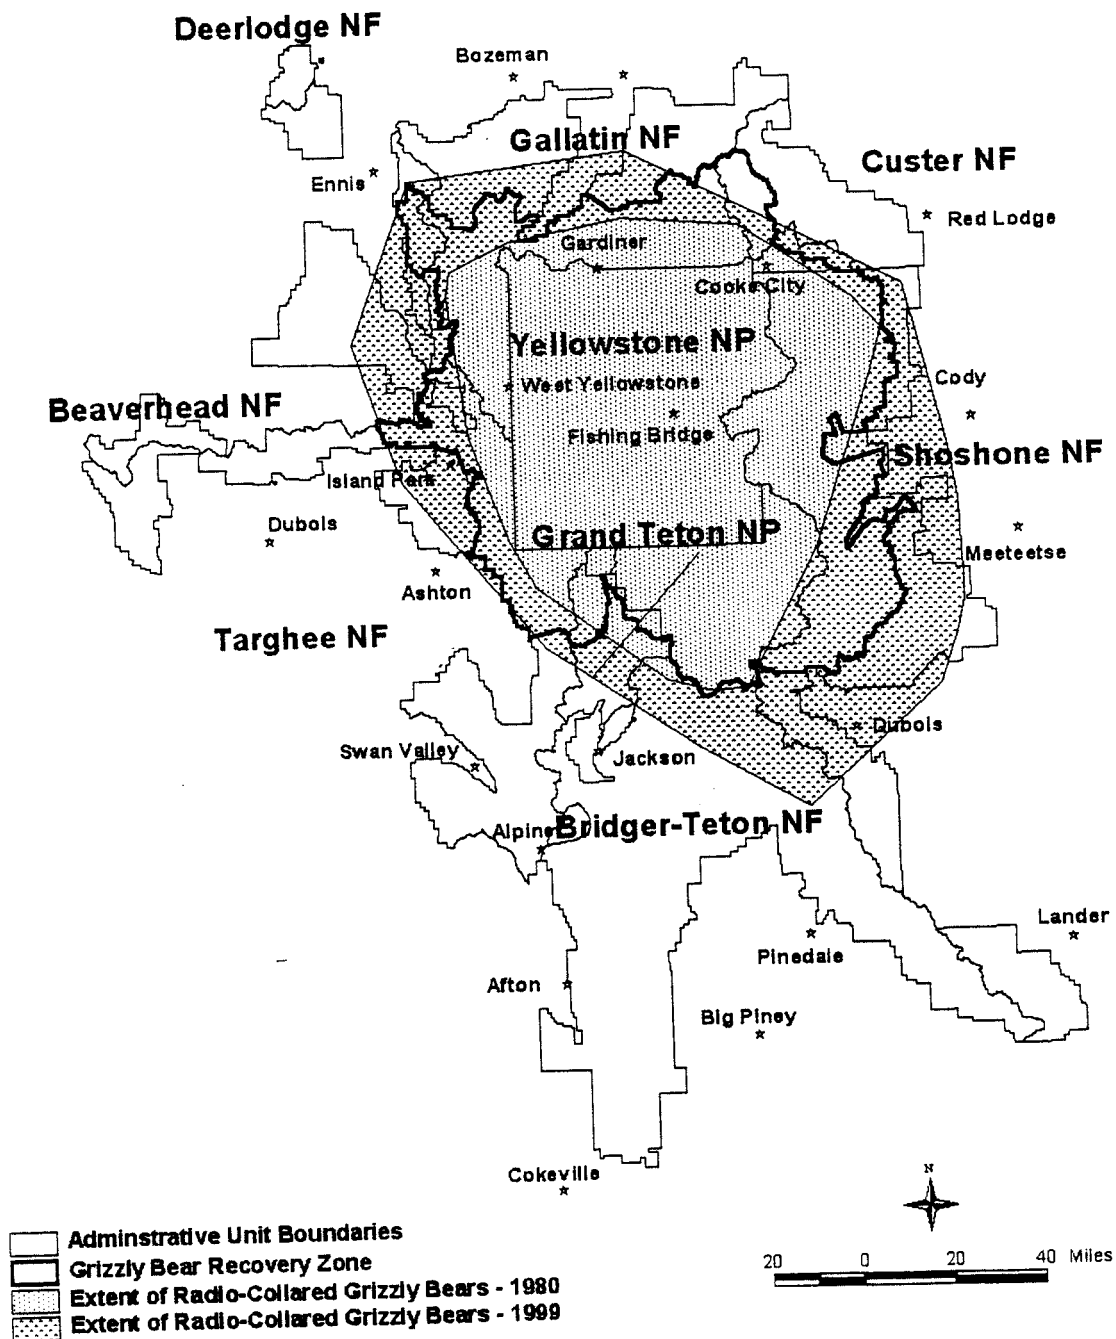 Deerlodge NF
Bozeman
Gallatin NF
Custer NF
Ennis
Red Lodge
Gardiner
Cooke City
Yellowstone NP
West Yellowstone
Cody
Beaverhead NF
Fishing Bridge
Shoshone NF
Island Park
Dubois
Grand Teton NP
Meeteetse
Ashton
Targhee NF
Dubois
Swan Valley
Jackson
Alpine
Bridger-Teton NF
Lander
Pinedale
Afton
Big Piney
Cokeville
N
Adminstrative Unit Boundaries
Grizzly Bear Recovery Zone
Extent of Radio-Collared Grizzly Bears - 1980
Extent of Radio-Collared Grizzly Bears - 1999
20 0 20 40 Miles